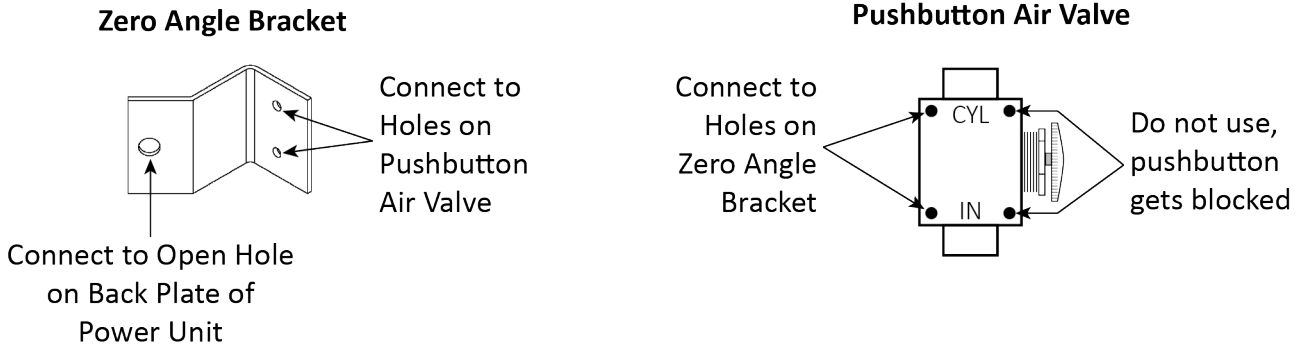 Zero Angle Bracket
Connect to
Holes on
Pushbutton
Air Valve
Connect to Open Hole
on Back Plate of
Power Unit
Pushbutton Air Valve
Connect to
Holes on
Zero Angle
Bracket
CYL
IN
Do not use,
pushbutton
gets blocked